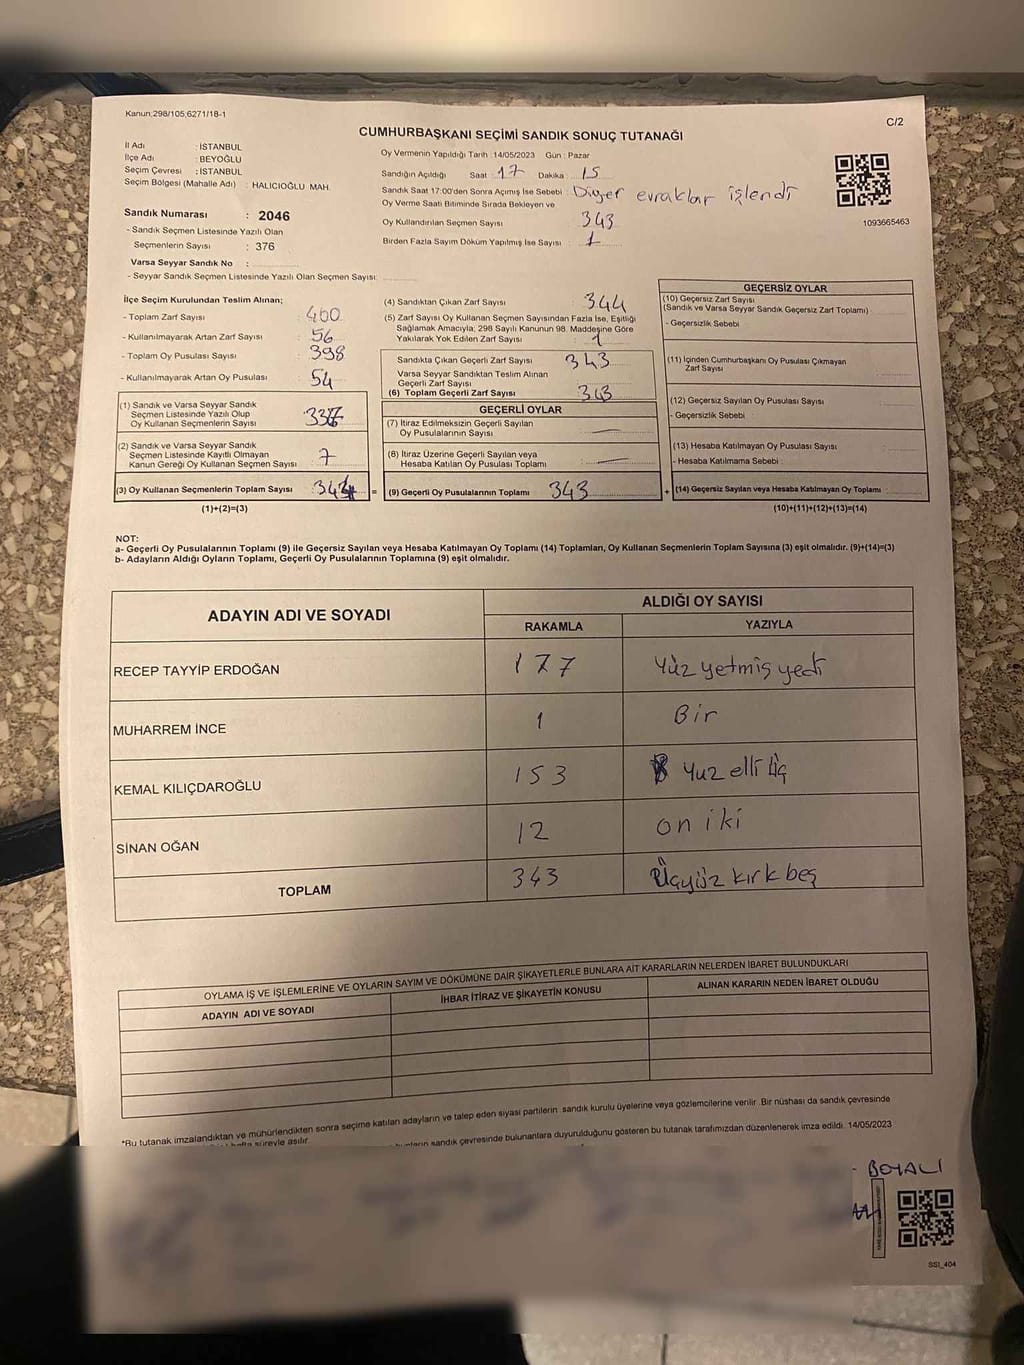 Kanun;298/105;6271/18-1
C/2
CUMHURBAŞKANI SEÇİMİ SANDIK SONUÇ TUTANAĞI
İl Adı : İSTANBUL
İlçe Adı : BEYOĞLU
Seçim Çevresi : İSTANBUL
Seçim Bölgesi (Mahalle Adı) : HALICIOĞLU MAH.
Sandık Numarası : 2046
- Sandık Seçmen Listesinde Yazılı Olan
Seçmenlerin Sayısı : 376
Varsa Seyyar Sandık No :
- Seyyar Sandık Seçmen Listesinde Yazılı Olan Seçmen Sayısı:
Oy Vermenin Yapıldığı Tarih :14/05/2023 Gün : Pazar
Sandığın Açıldığı Saat 17 Dakika 15
Sandık Saat 17:00'den Sonra Açımış İse Sebebi : Diğer evraklar işlendi
Oy Verme Saati Bitiminde Sırada Bekleyen ve
Oy Kullandırılan Seçmen Sayısı 343
Birden Fazla Sayım Döküm Yapılmış İse Sayısı 1
1093665463
İlçe Seçim Kurulundan Teslim Alınan;
- Toplam Zarf Sayısı : 400
- Kullanılmayarak Artan Zarf Sayısı : 56
- Toplam Oy Pusulası Sayısı : 398
- Kullanılmayarak Artan Oy Pusulası : 54
(1) Sandık ve Varsa Seyyar Sandık
Seçmen Listesinde Yazılı Olup
Oy Kullanan Seçmenlerin Sayısı :
(2) Sandık ve Varsa Seyyar Sandık
Seçmen Listesinde Kayıtlı Olmayan
Kanun Gereği Oy Kullanan Seçmen Sayısı : 7
(3) Oy Kullanan Seçmenlerin Toplam Sayısı :
(1)+(2)=(3)
(4) Sandıktan Çıkan Zarf Sayısı : 344
(5) Zarf Sayısı Oy Kullanan Seçmen Sayısından Fazla İse, Eşitliği
Sağlamak Amacıyla; 298 Sayılı Kanunun 98. Maddesine Göre
Yakılarak Yok Edilen Zarf Sayısı : 1
Sandıkta Çıkan Geçerli Zarf Sayısı : 343
Varsa Seyyar Sandıktan Teslim Alınan
Geçerli Zarf Sayısı :
(6) Toplam Geçerli Zarf Sayısı : 343
GEÇERLİ OYLAR
(7) İtiraz Edilmeksizin Geçerli Sayılan
Oy Pusulalarının Sayısı :
(8) İtiraz Üzerine Geçerli Sayılan veya
Hesaba Katılan Oy Pusulası Toplamı :
= (9) Geçerli Oy Pusulalarının Toplamı 343
GEÇERSİZ OYLAR
(10) Geçersiz Zarf Sayısı
(Sandık ve Varsa Seyyar Sandık Geçersiz Zarf Toplamı) :
- Geçersizlik Sebebi :
(11) İçinden Cumhurbaşkanı Oy Pusulası Çıkmayan
Zarf Sayısı :
(12) Geçersiz Sayılan Oy Pusulası Sayısı :
- Geçersizlik Sebebi :
(13) Hesaba Katılmayan Oy Pusulası Sayısı :
- Hesaba Katılmama Sebebi :
+ (14) Geçersiz Sayılan veya Hesaba Katılmayan Oy Toplamı :
(10)+(11)+(12)+(13)=(14)
NOT:
a- Geçerli Oy Pusulalarının Toplamı (9) ile Geçersiz Sayılan veya Hesaba Katılmayan Oy Toplamı (14) Toplamları, Oy Kullanan Seçmenlerin Toplam Sayısına (3) eşit olmalıdır. (9)+(14)=(3)
b- Adayların Aldığı Oyların Toplamı, Geçerli Oy Pusulalarının Toplamına (9) eşit olmalıdır.
ADAYIN ADI VE SOYADI ALDIĞI OY SAYISI
RAKAMLA YAZIYLA
RECEP TAYYİP ERDOĞAN 177 Yüz yetmiş yedi
MUHARREM İNCE 1 Bir
KEMAL KILIÇDAROĞLU 153 Yuz elli üç
SİNAN OĞAN 12 on iki
TOPLAM 343 Üçyüz kırk beş
OYLAMA İŞ VE İŞLEMLERİNE VE OYLARIN SAYIM VE DÖKÜMÜNE DAİR ŞİKAYETLERLE BUNLARA AİT KARARLARIN NELERDEN İBARET BULUNDUKLARI
ADAYIN ADI VE SOYADI İHBAR İTİRAZ VE ŞİKAYETİN KONUSU ALINAN KARARIN NEDEN İBARET OLDUĞU
*Bu tutanak imzalandıktan ve mühürlendikten sonra seçime katılan adayların ve talep eden siyasi partilerin sandık kurulu üyelerine veya gözlemcilerine verilir .Bir nüshası da sandık çevresinde
hafta süreyle asılır. sandık çevresinde bulunanlara duyurulduğunu gösteren bu tutanak tarafımızdan düzenlenerek imza edildi. 14/05/2023
BOYALI
SSI_404